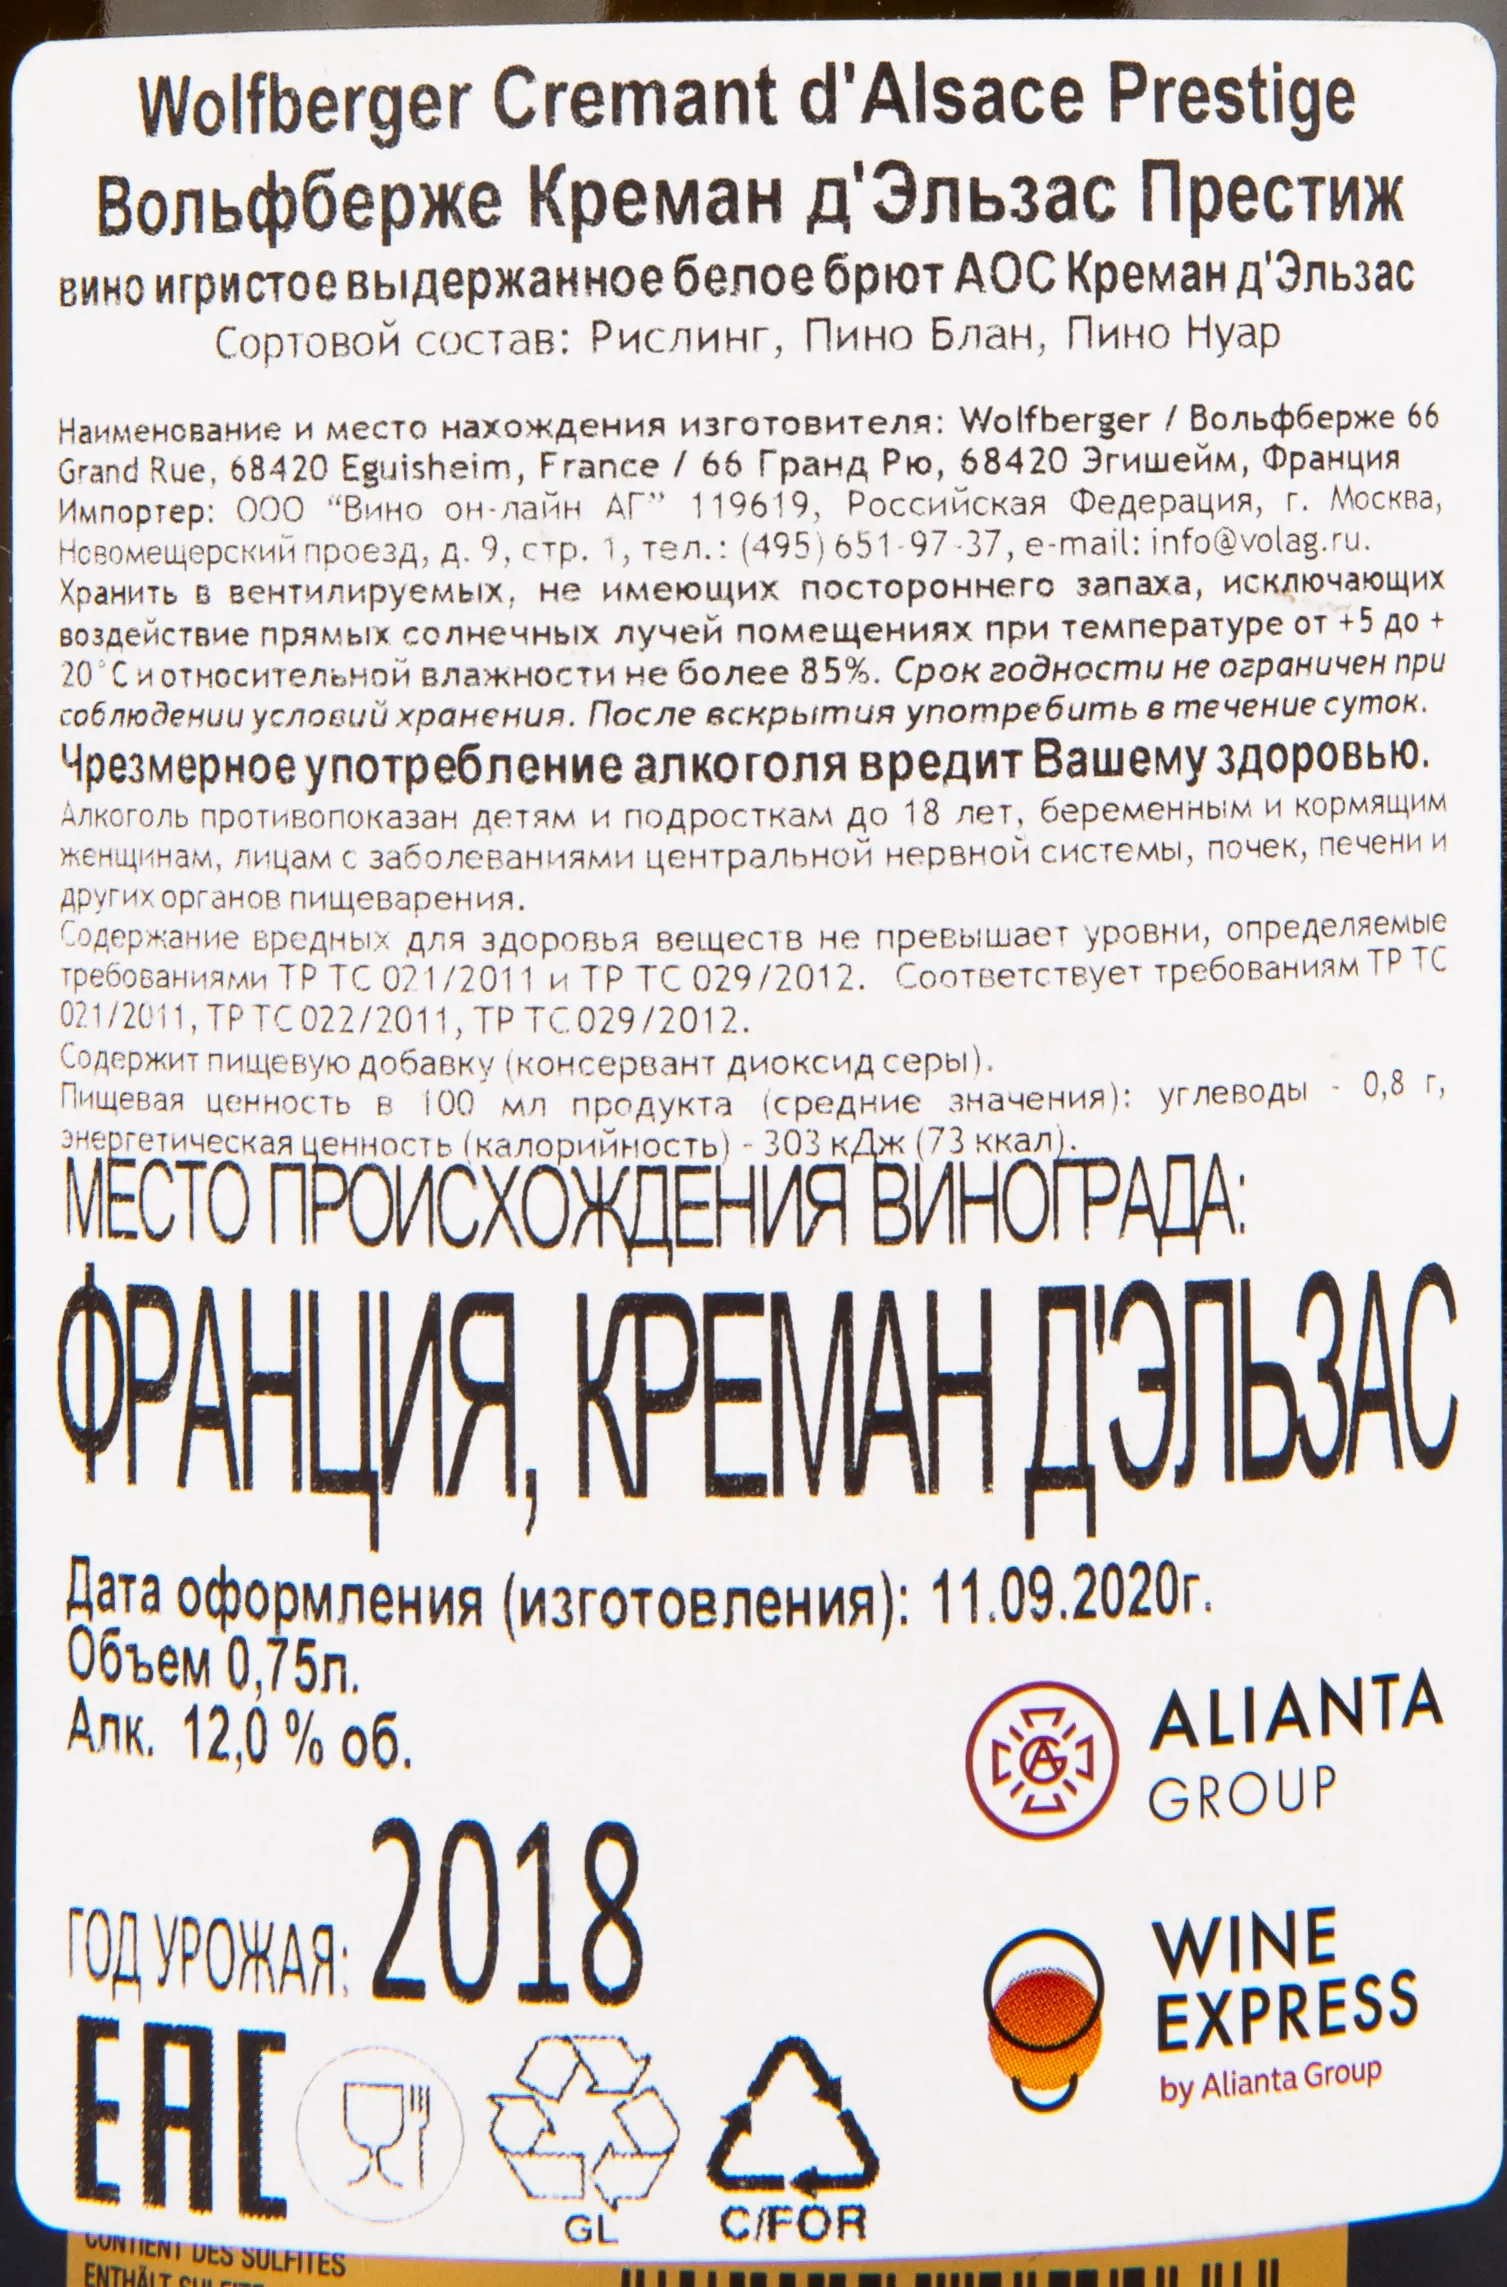 Wolfberger Cremant d'Alsace Prestige
Вольфберже Креман д'Эльзас Престиж
вино игристое выдержанное белое брют АОС Креман д'Эльзас
Сортовой состав: Рислинг, Пино Блан, Пино Нуар
Наименование и место нахождения изготовителя: Wolfberger / Вольфберже 66
Grand Rue, 68420 Eguisheim, France / 66 Гранд Рю, 68420 Эгишейм, Франция
Импортер: ООО “Вино он-лайн АГ” 119619, Российская Федерация, г. Москва,
Новомещерский проезд, д. 9, стр. 1, тел.: (495) 651-97-37, e-mail: info@volag.ru.
Хранить в вентилируемых, не имеющих постороннего запаха, исключающих
воздействие прямых солнечных лучей помещениях при температуре от +5 до +
20°С и относительной влажности не более 85%. Срок годности не ограничен при
соблюдении условий хранения. После вскрытия употребить в течение суток.
Чрезмерное употребление алкоголя вредит Вашему здоровью.
Алкоголь противопоказан детям и подросткам до 18 лет, беременным и кормящим
женщинам, лицам с заболеваниями центральной нервной системы, почек, печени и
других органов пищеварения.
Содержание вредных для здоровья веществ не превышает уровни, определяемые
требованиями ТР ТС 021/2011 и ТР ТС 029/2012. Соответствует требованиям ТР ТС
021/2011, ТР ТС 022/2011, ТР ТС 029/2012.
Содержит пищевую добавку (консервант диоксид серы).
Пищевая ценность в 100 мл продукта (средние значения): углеводы - 0,8 г,
энергетическая ценность (калорийность) - 303 кДж (73 ккал).
МЕСТО ПРОИСХОЖДЕНИЯ ВИНОГРАДА:
ФРАНЦИЯ, КРЕМАН Д'ЭЛЬЗАС
Дата оформления (изготовления): 11.09.2020г.
Объем 0,75л.
Алк. 12,0 % об.
ALIANTA
GROUP
ГОД УРОЖАЯ: 2018
WINE
EXPRESS
by Alianta Group
EAC
GL
C/FOR
CONTIENT DES SULFITES
ENTHÄLT